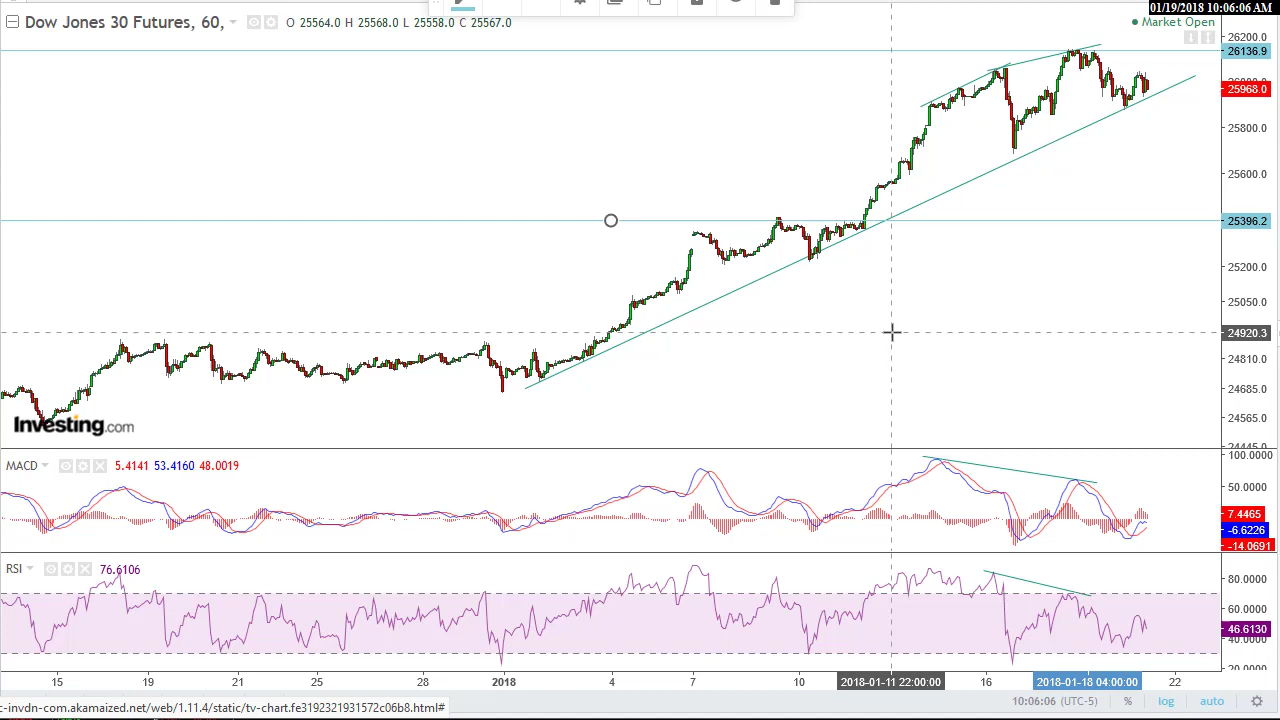 01/19/2018 10:06:06 AM
Dow Jones 30 Futures, 60, O 25564.0 H 25568.0 L 25558.0 C 25567.0
Market Open
26200.0
26136.9
25968.0
25800.0
25600.0
25396.2
25200.0
25050.0
24920.3
24810.0
24685.0
24565.0
24445.0
Investing.com
MACD 5.4141 53.4160 48.0019
100.0000
50.0000
7.4465
-6.6226
-14.0691
RSI 76.6106
80.0000
60.0000
46.6130
40.0000
20.0000
15 19 21 25 2018 4 7 10 2018-01-11 22:00:00 16 2018-01-18 04:00:00 22
10:06:06 (UTC-5) % log auto